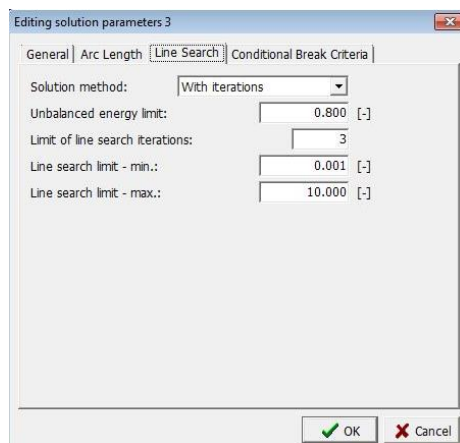 Editing solution parameters 3
General Arc Length Line Search Conditional Break Criteria
Solution method: With iterations
Unbalanced energy limit: 0.800 [-]
Limit of line search iterations: 3
Line search limit - min.: 0.001 [-]
Line search limit - max.: 10.000 [-]
OK Cancel